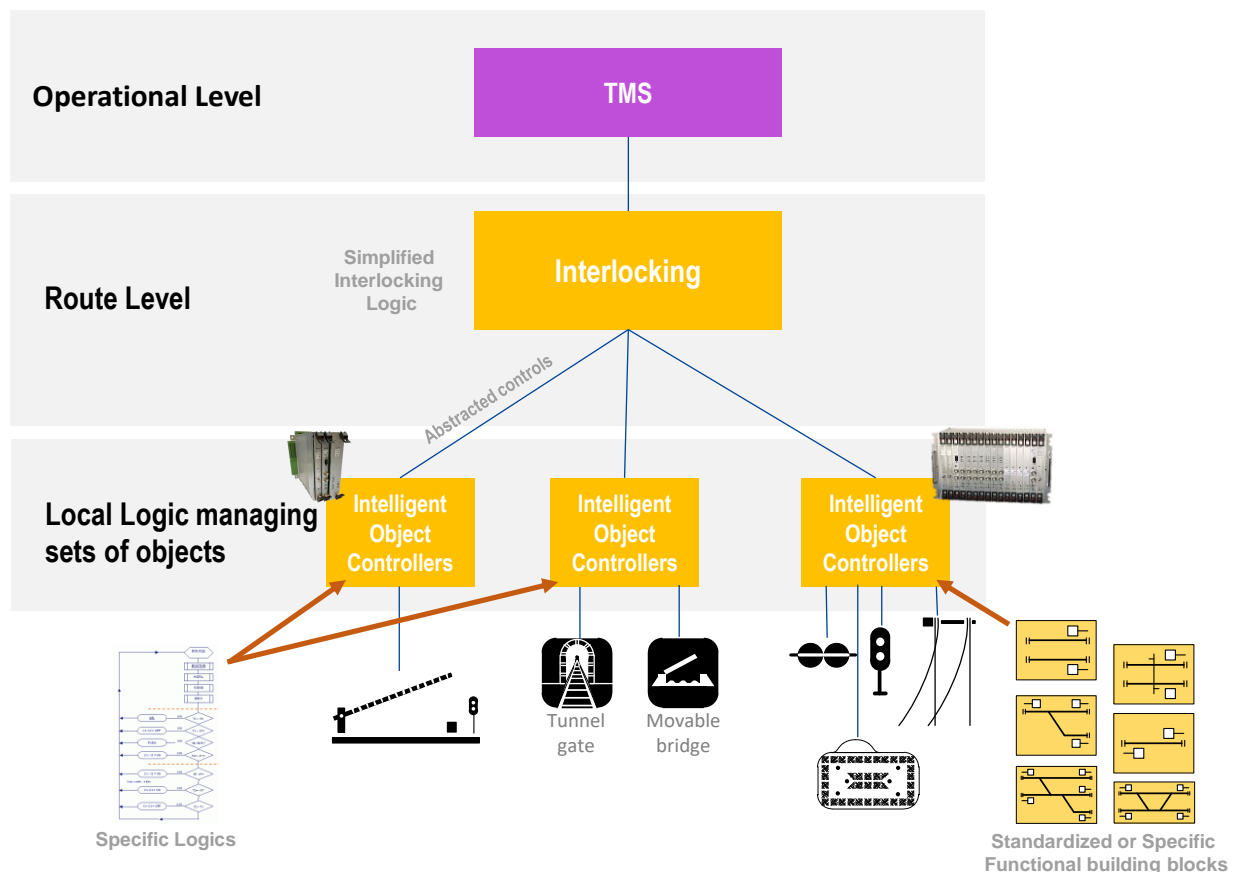 Operational Level
TMS
Route Level
Simplified
Interlocking
Logic
Interlocking
Abstracted controls
Local Logic managing
sets of objects
Intelligent
Object
Controllers
Intelligent
Object
Controllers
Intelligent
Object
Controllers
Tunnel
gate
Movable
bridge
Specific Logics
Standardized or Specific
Functional building blocks